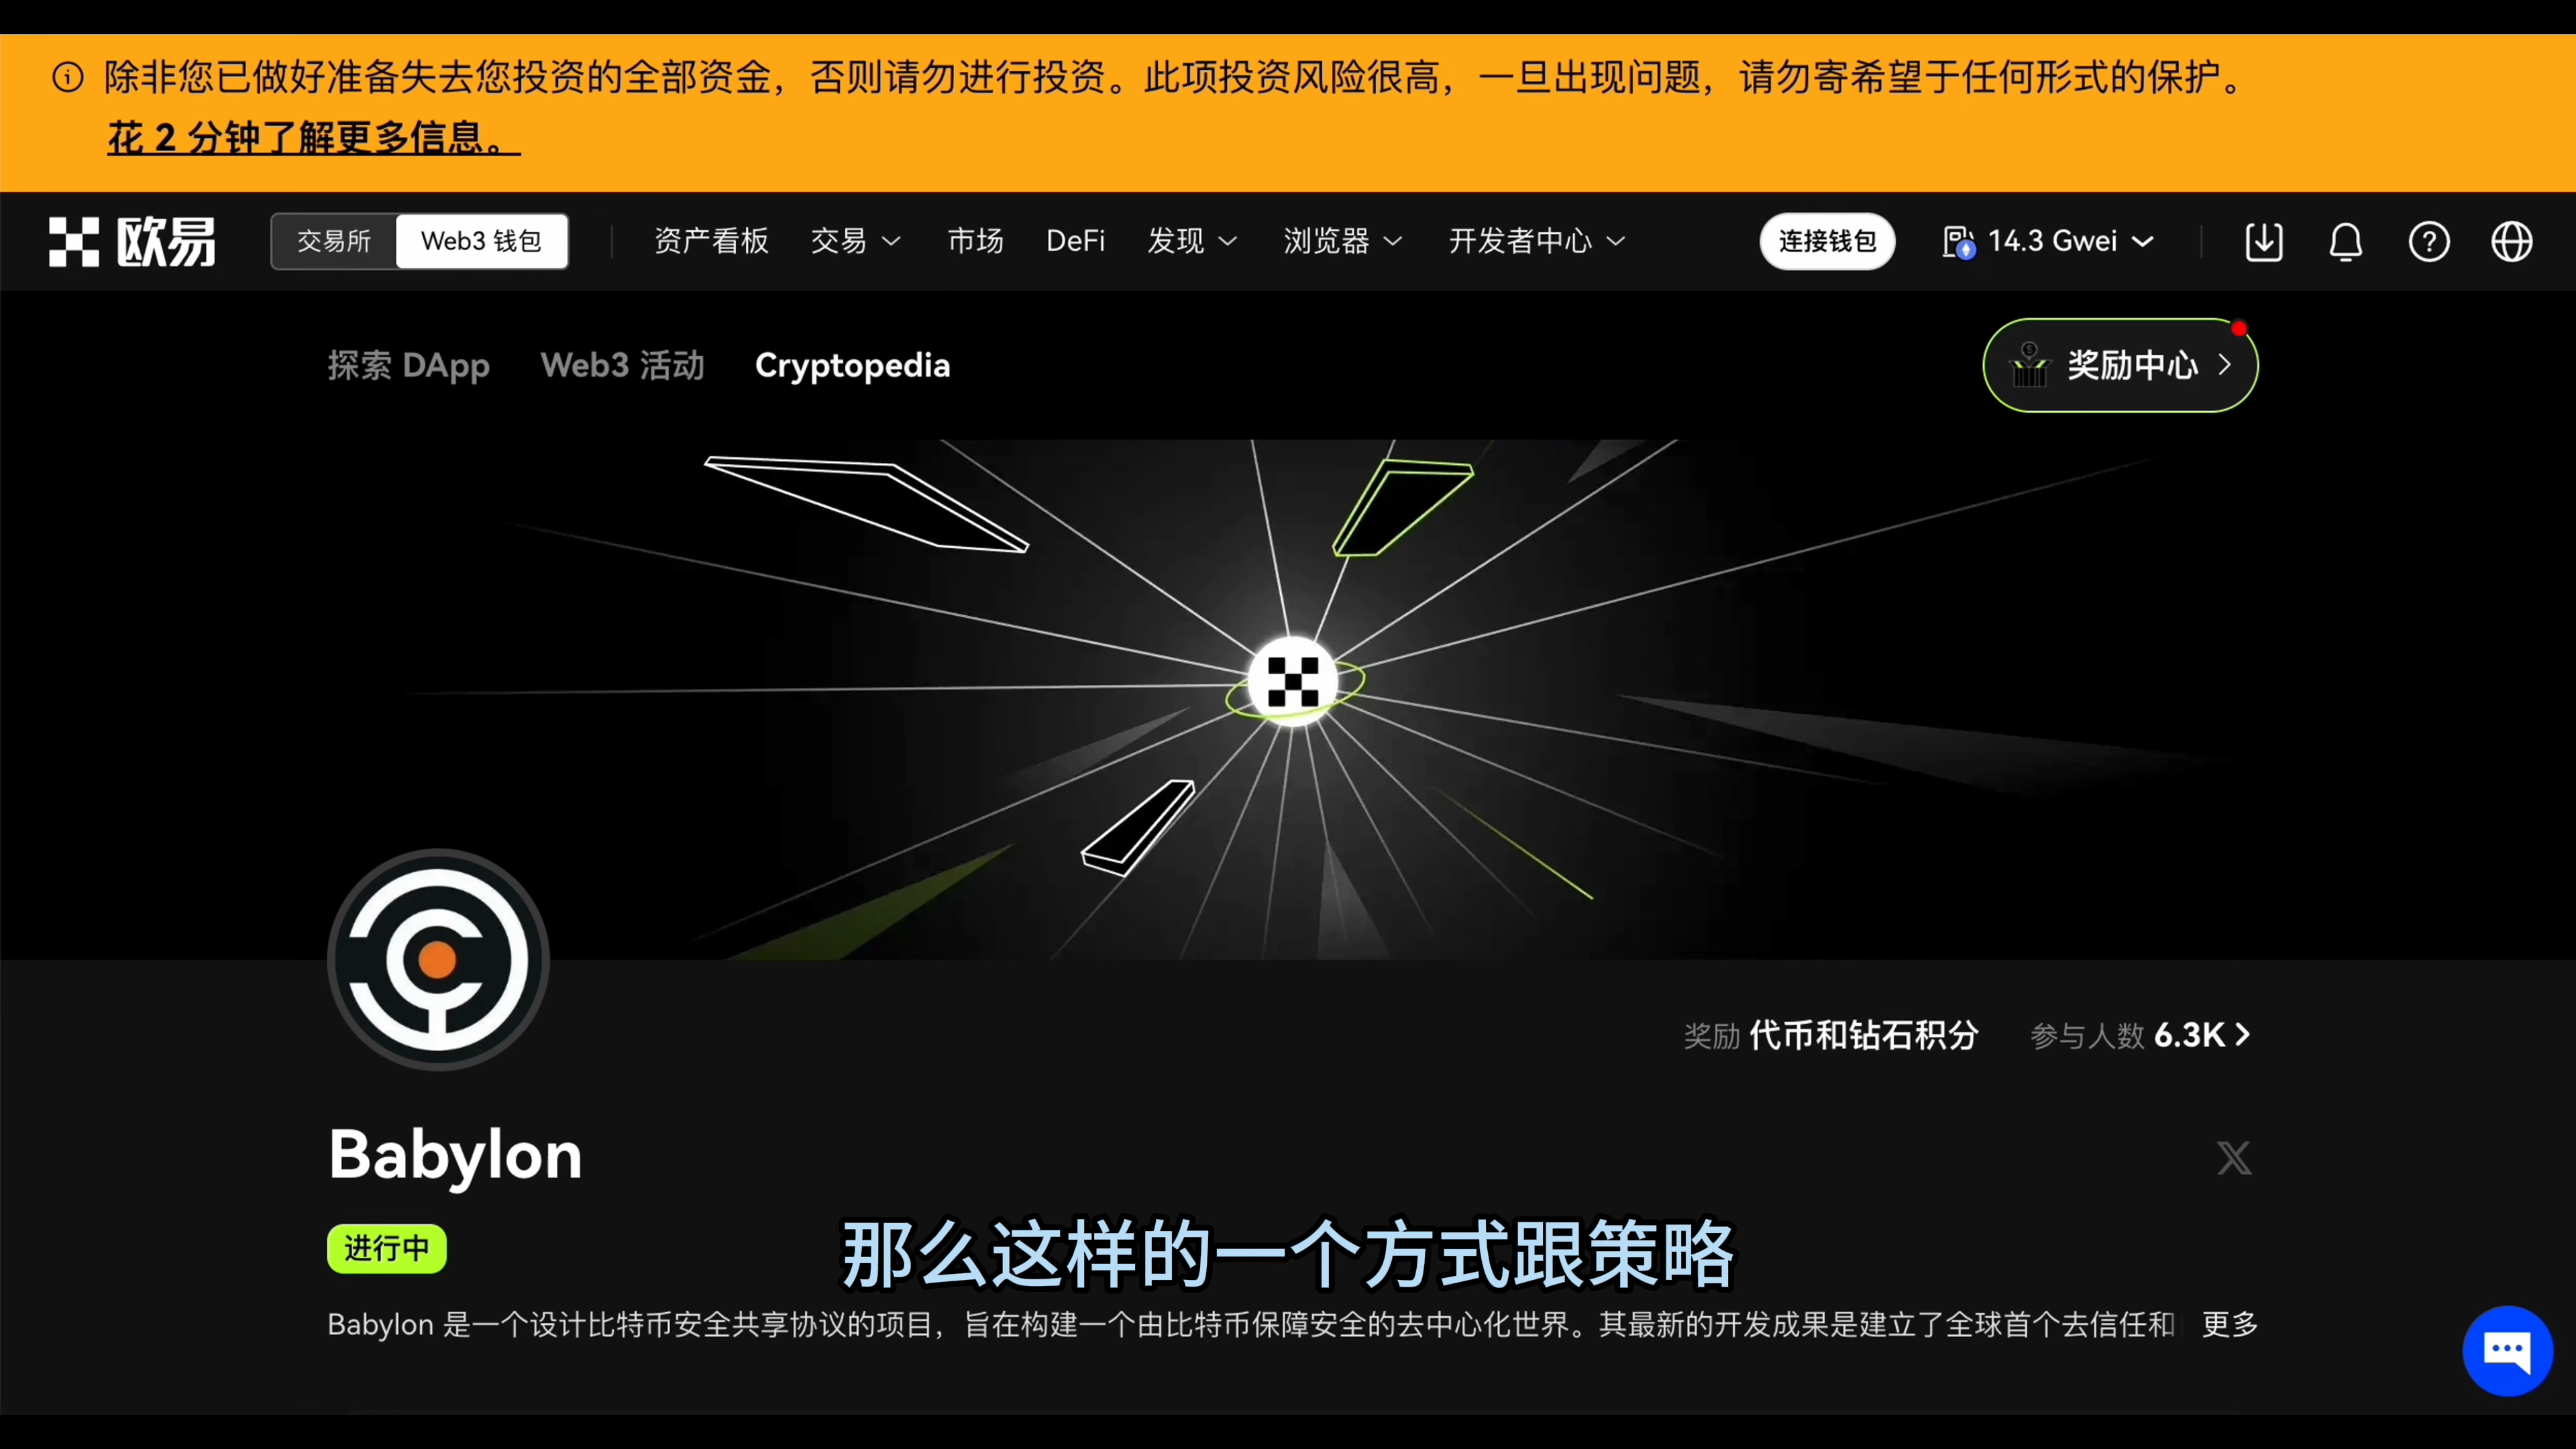 除非您已做好准备失去您投资的全部资金，否则请勿进行投资。此项投资风险很高，一旦出现问题，请勿寄希望于任何形式的保护。
花 2 分钟了解更多信息。
欧易 交易所 Web3 钱包 资产看板 交易 市场 DeFi 发现 浏览器 开发者中心 连接钱包 14.3 Gwei
探索 DApp Web3 活动 Cryptopedia 奖励中心
奖励 代币和钻石积分 参与人数 6.3K
Babylon
进行中
那么这样的一个方式跟策略
Babylon 是一个设计比特币安全共享协议的项目，旨在构建一个由比特币保障安全的去中心化世界。其最新的开发成果是建立了全球首个去信任和 更多